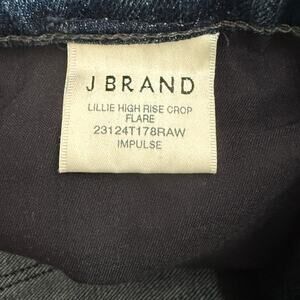 J BRAND
LILLIE HIGH RISE CROP
FLARE
23124T178RAW
IMPULSE